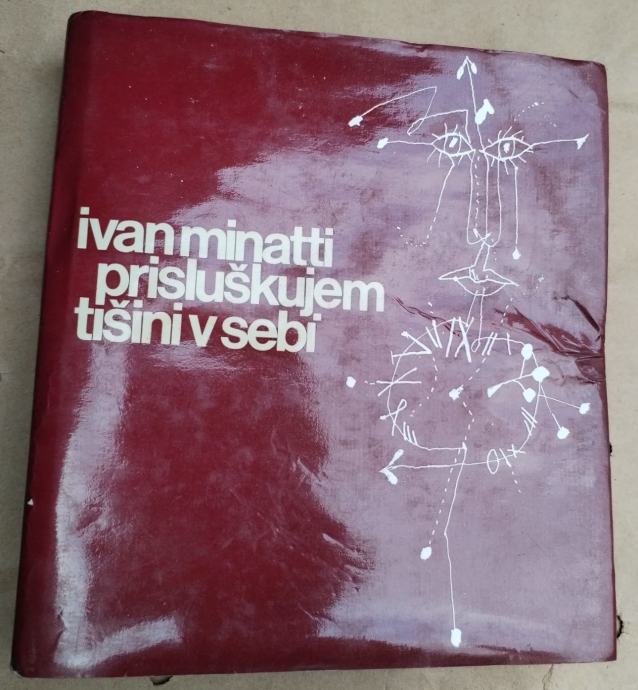 ivan minatti
prisluškujem
tišini v sebi